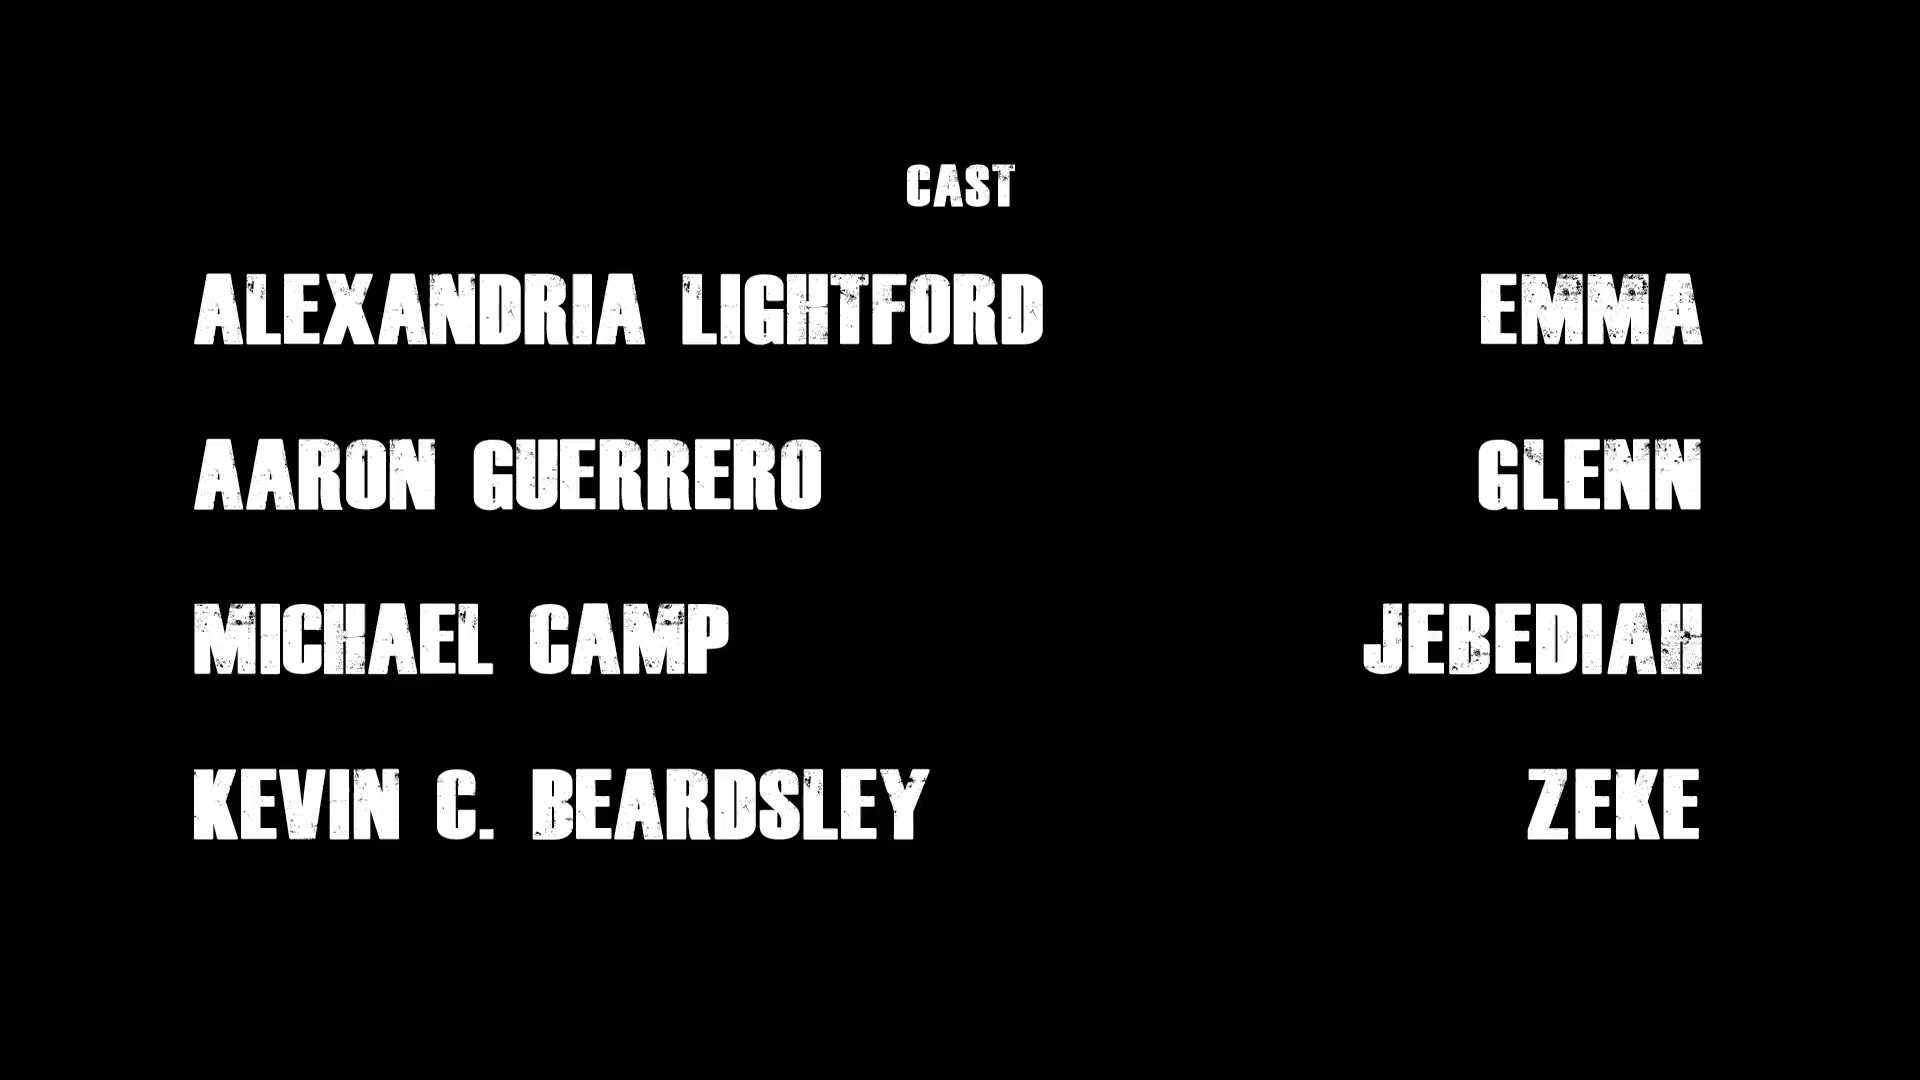 CAST
ALEXANDRIA LIGHTFORD EMMA
AARON GUERRERO GLENN
MICHAEL CAMP JEBEDIAH
KEVIN C. BEARDSLEY ZEKE